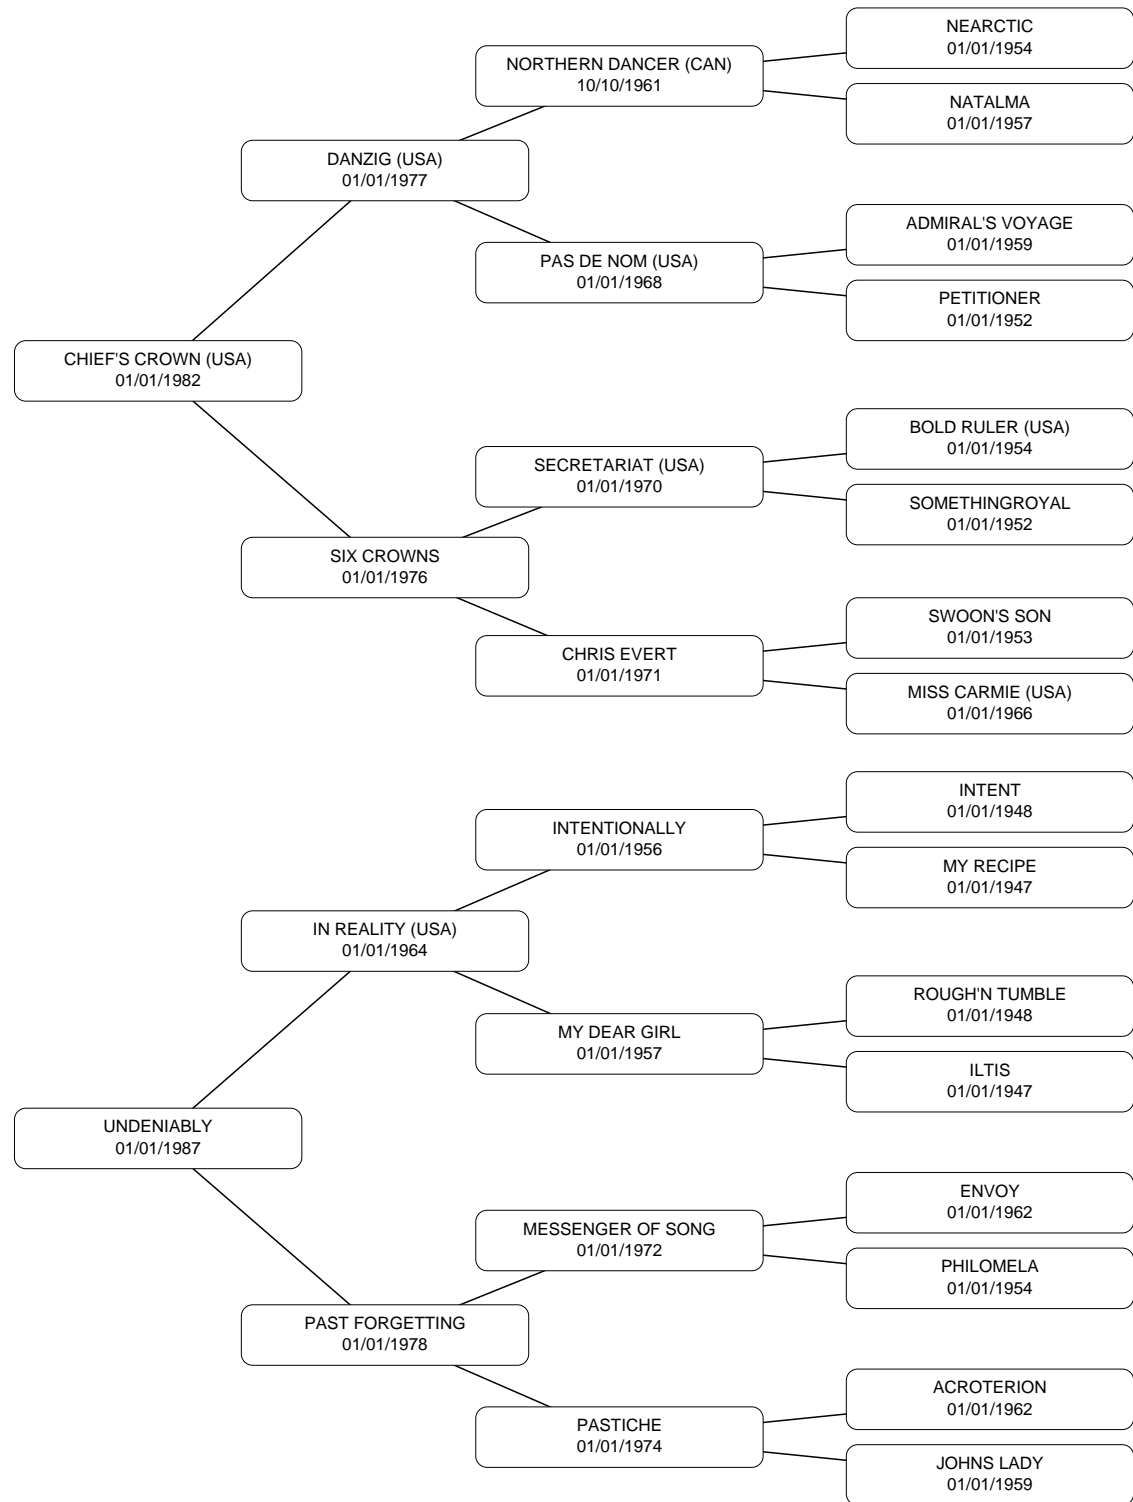 NEARCTIC
01/01/1954
NORTHERN DANCER (CAN)
10/10/1961
NATALMA
01/01/1957
DANZIG (USA)
01/01/1977
ADMIRAL'S VOYAGE
01/01/1959
PAS DE NOM (USA)
01/01/1968
PETITIONER
01/01/1952
CHIEF'S CROWN (USA)
01/01/1982
BOLD RULER (USA)
01/01/1954
SECRETARIAT (USA)
01/01/1970
SOMETHINGROYAL
01/01/1952
SIX CROWNS
01/01/1976
SWOON'S SON
01/01/1953
CHRIS EVERT
01/01/1971
MISS CARMIE (USA)
01/01/1966
INTENT
01/01/1948
INTENTIONALLY
01/01/1956
MY RECIPE
01/01/1947
IN REALITY (USA)
01/01/1964
ROUGH'N TUMBLE
01/01/1948
MY DEAR GIRL
01/01/1957
ILTIS
01/01/1947
UNDENIABLY
01/01/1987
ENVOY
01/01/1962
MESSENGER OF SONG
01/01/1972
PHILOMELA
01/01/1954
PAST FORGETTING
01/01/1978
ACROTERION
01/01/1962
PASTICHE
01/01/1974
JOHNS LADY
01/01/1959